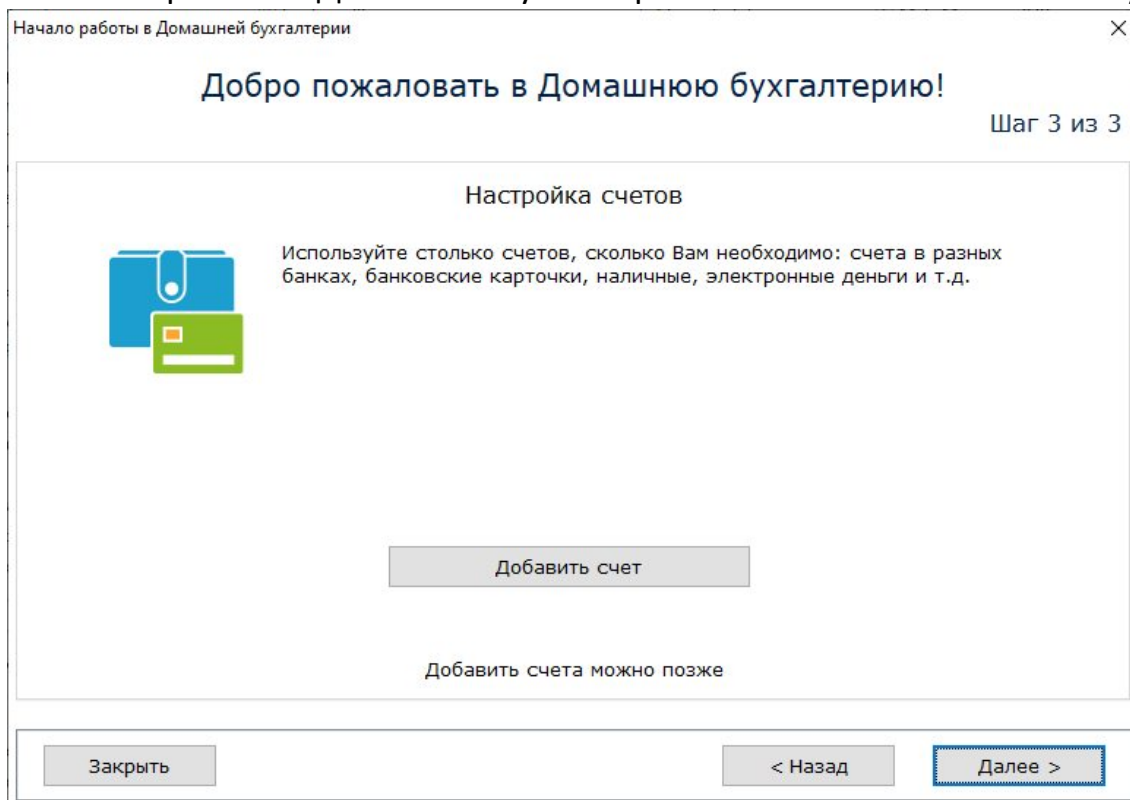 Начало работы в Домашней бухгалтерии
Добро пожаловать в Домашнюю бухгалтерию!
Шаг 3 из 3
Настройка счетов
Используйте столько счетов, сколько Вам необходимо: счета в разных
банках, банковские карточки, наличные, электронные деньги и т.д.
Добавить счет
Добавить счета можно позже
Закрыть
< Назад
Далее >